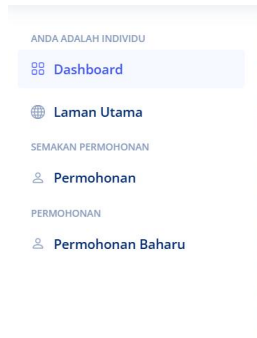 ANDA ADALAH INDIVIDU
Dashboard
Laman Utama
SEMAKAN PERMOHONAN
Permohonan
PERMOHONAN
Permohonan Baharu